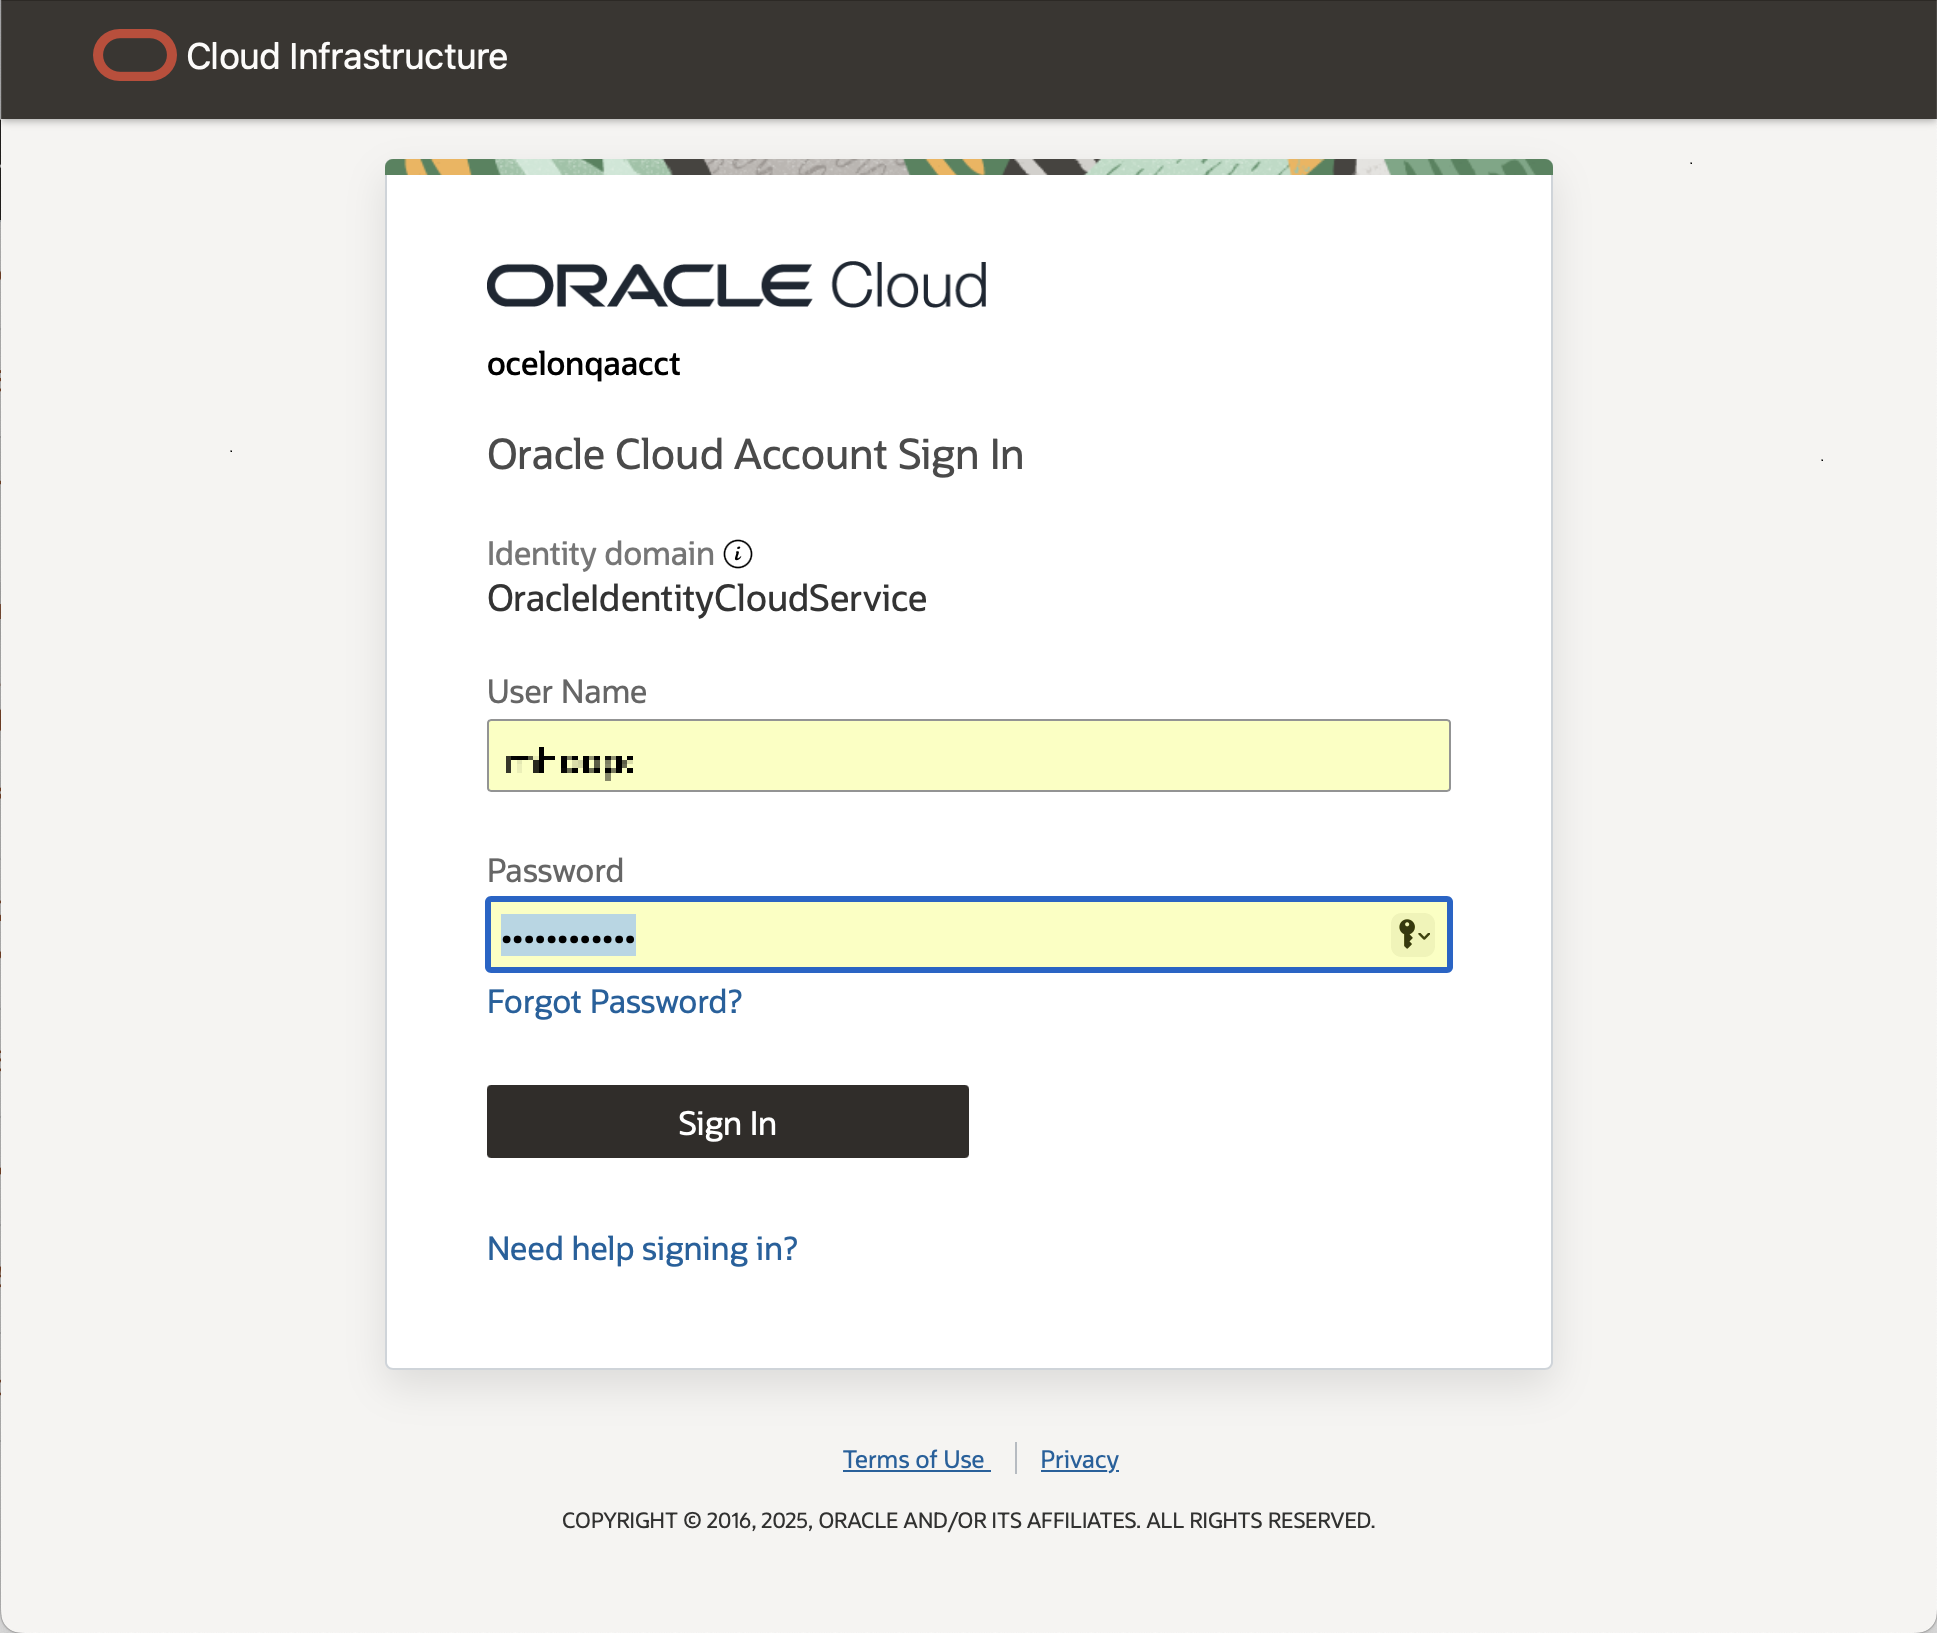 Cloud Infrastructure
ORACLE Cloud
ocelonqaacct
Oracle Cloud Account Sign In
Identity domain
OracleIdentityCloudService
User Name
Password
Forgot Password?
Sign In
Need help signing in?
Terms of Use
Privacy
COPYRIGHT © 2016, 2025, ORACLE AND/OR ITS AFFILIATES. ALL RIGHTS RESERVED.